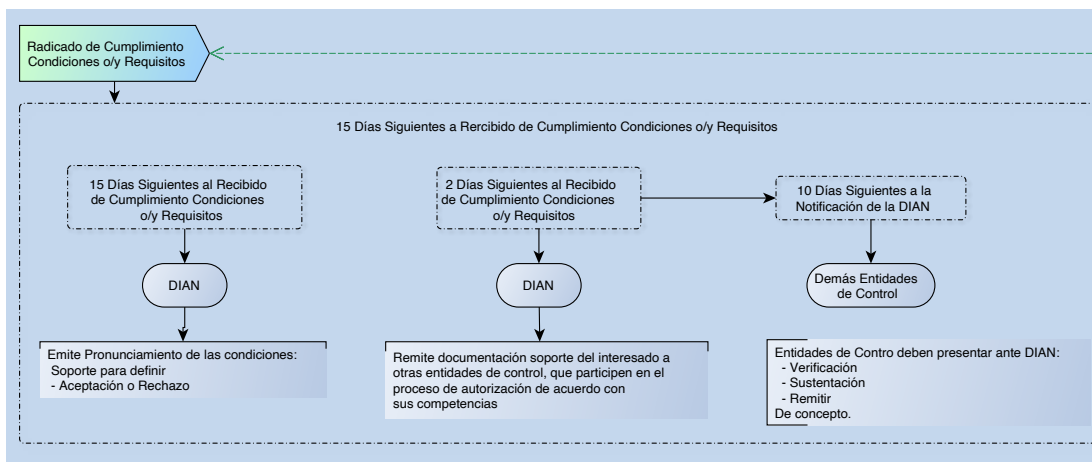 Radicado de Cumplimiento
Condiciones o/y Requisitos
15 Días Siguientes a Rercibido de Cumplimiento Condiciones o/y Requisitos
15 Días Siguientes al Recibido
de Cumplimiento Condiciones
o/y Requisitos
2 Días Siguientes al Recibido
de Cumplimiento Condiciones
o/y Requisitos
10 Días Siguientes a la
Notificación de la DIAN
DIAN
DIAN
Demás Entidades
de Control
Emite Pronunciamiento de las condiciones:
Soporte para definir
- Aceptación o Rechazo
Remite documentación soporte del interesado a
otras entidades de control, que participen en el
proceso de autorización de acuerdo con
sus competencias
Entidades de Contro deben presentar ante DIAN:
- Verificación
- Sustentación
- Remitir
De concepto.